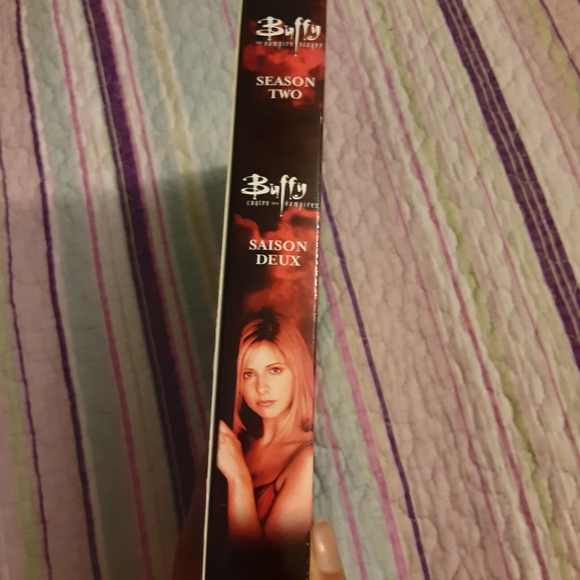 Buffy
the vampire slayer
SEASON
TWO
Buffy
contre les vampires
SAISON
DEUX